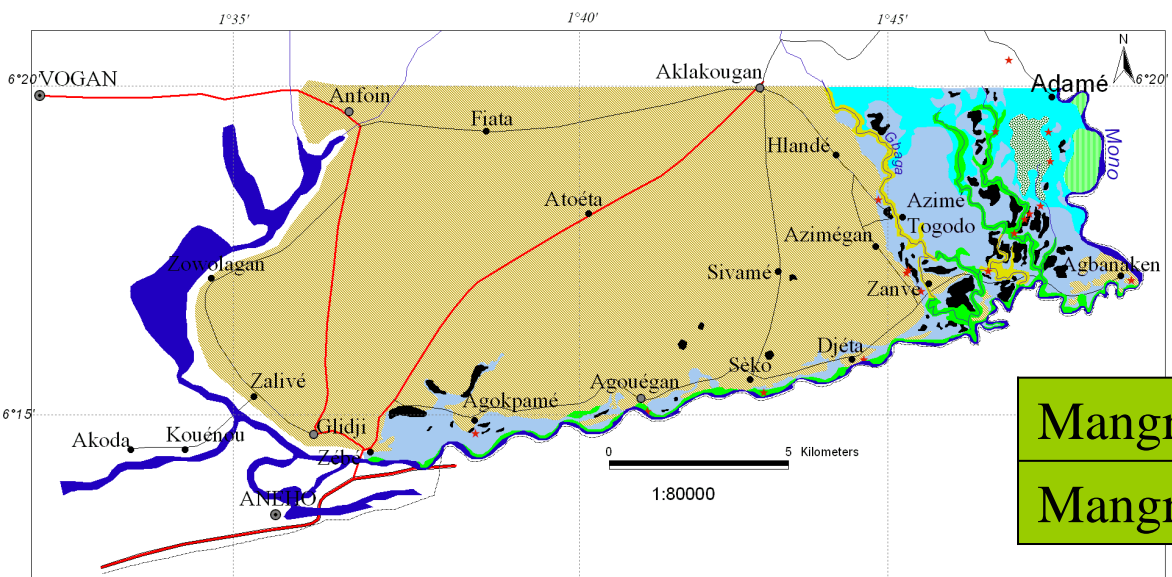 1°35' 1°40' 1°45'
N
6°20' 6°20'
VOGAN
Aklakougan
Adamé
Anfoin
Fiata
Hlandé
Gbaga
Mono
Atoéta
Azimé
Togodo
Azimégan
Zowolagan
Sivamé
Agbanaken
Zanvé
Djéta
Sèko
Zalivé
Agouégan
Agokpamé
6°15'
Glidji
Akoda
Kouénou
Zébé
0 5 Kilometers
1:80000
ANEHO
Mangr
Mangr